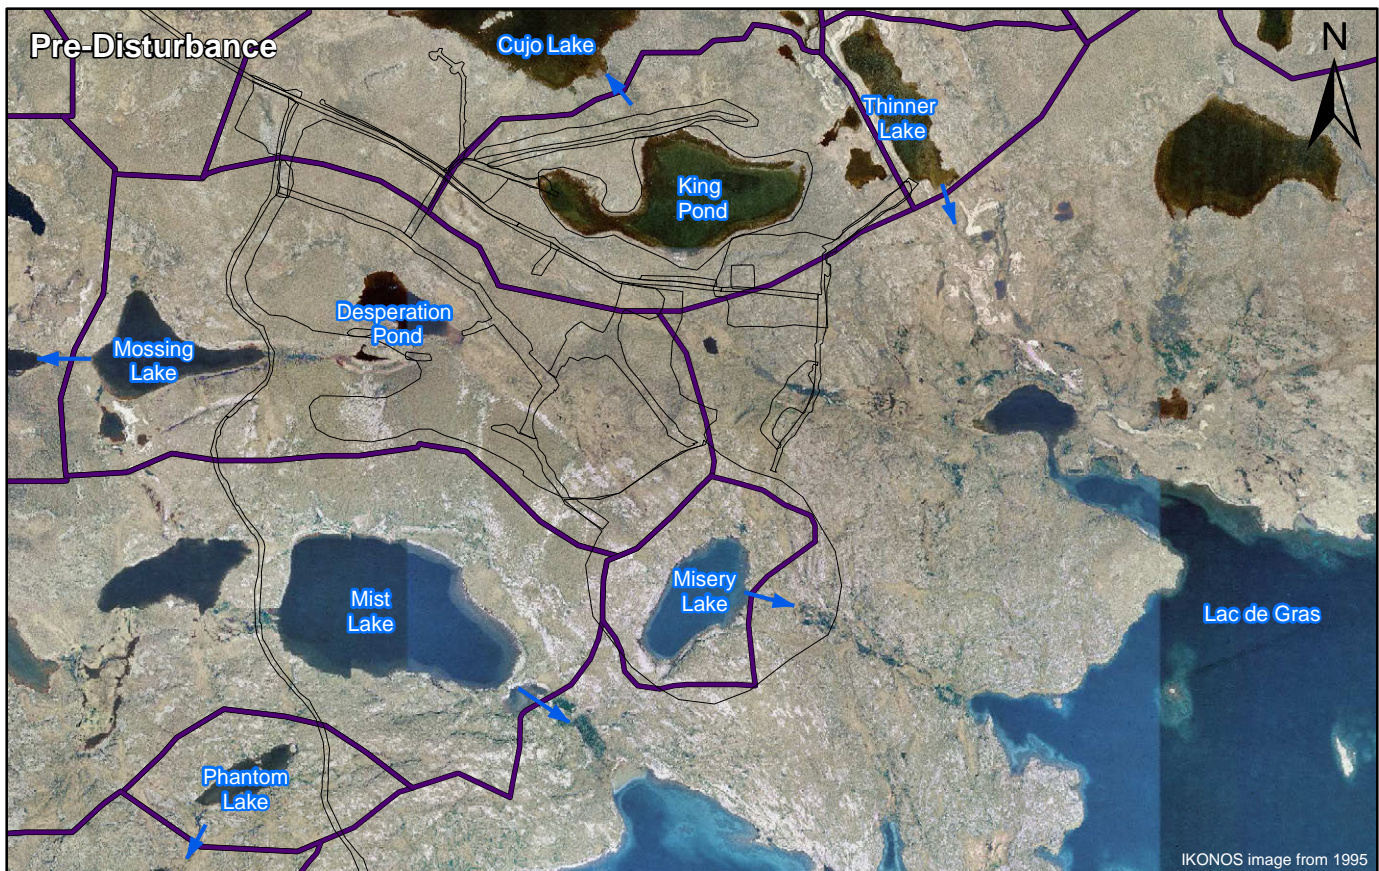 Pre-Disturbance
Cujo Lake
N
Thinner
Lake
King
Pond
Desperation
Pond
Mossing
Lake
Misery
Lake
Mist
Lake
Lac de Gras
Phantom
Lake
IKONOS image from 1995